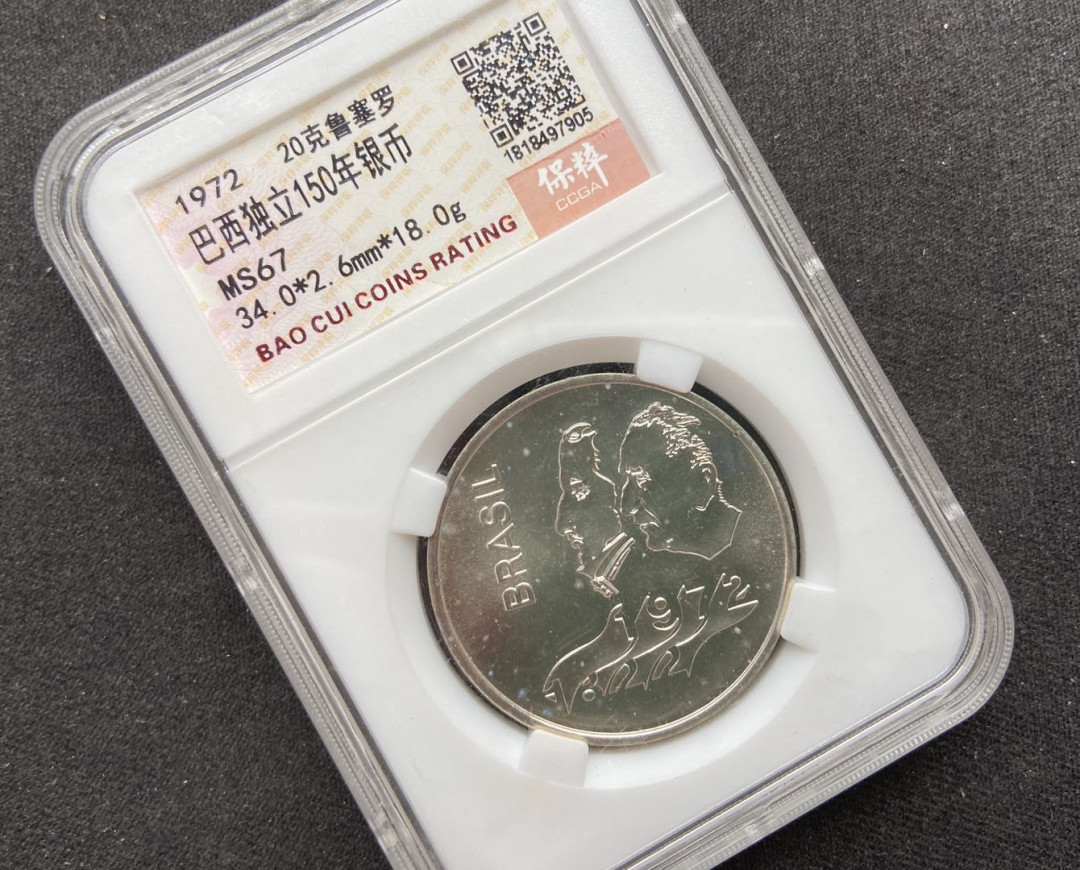 1972
20克鲁塞罗
巴西独立150年银币
MS67
34.0*2.6mm*18.0g
BAO CUI COINS RATING
1818497905
保粹
CCGA
BRASIL
1972
1822